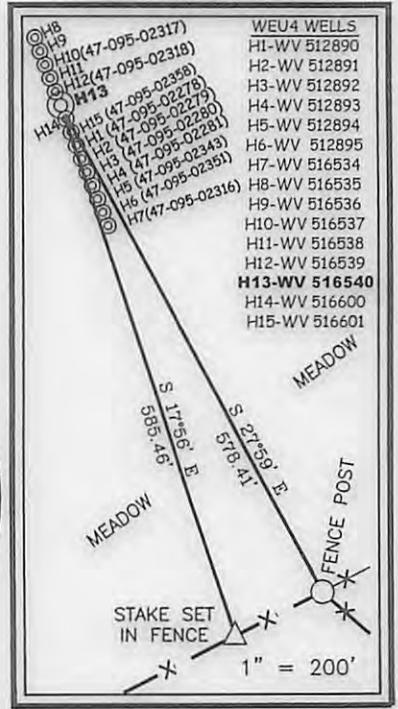 H8
H9
H10(47-095-02317)
H11
H12(47-095-02318)
H13
H14
H15 (47-095-02358)
H1 (47-095-02278)
H2 (47-095-02279)
H3 (47-095-02280)
H4 (47-095-02281)
H5 (47-095-02343)
H6 (47-095-02351)
H7(47-095-02316)
WEU4 WELLS
H1-WV 512890
H2-WV 512891
H3-WV 512892
H4-WV 512893
H5-WV 512894
H6-WV 512895
H7-WV 516534
H8-WV 516535
H9-WV 516536
H10-WV 516537
H11-WV 516538
H12-WV 516539
H13-WV 516540
H14-WV 516600
H15-WV 516601
MEADOW
S 17°56' E
585.46'
S 27°59' E
578.41'
MEADOW
FENCE POST
STAKE SET
IN FENCE
1" = 200'